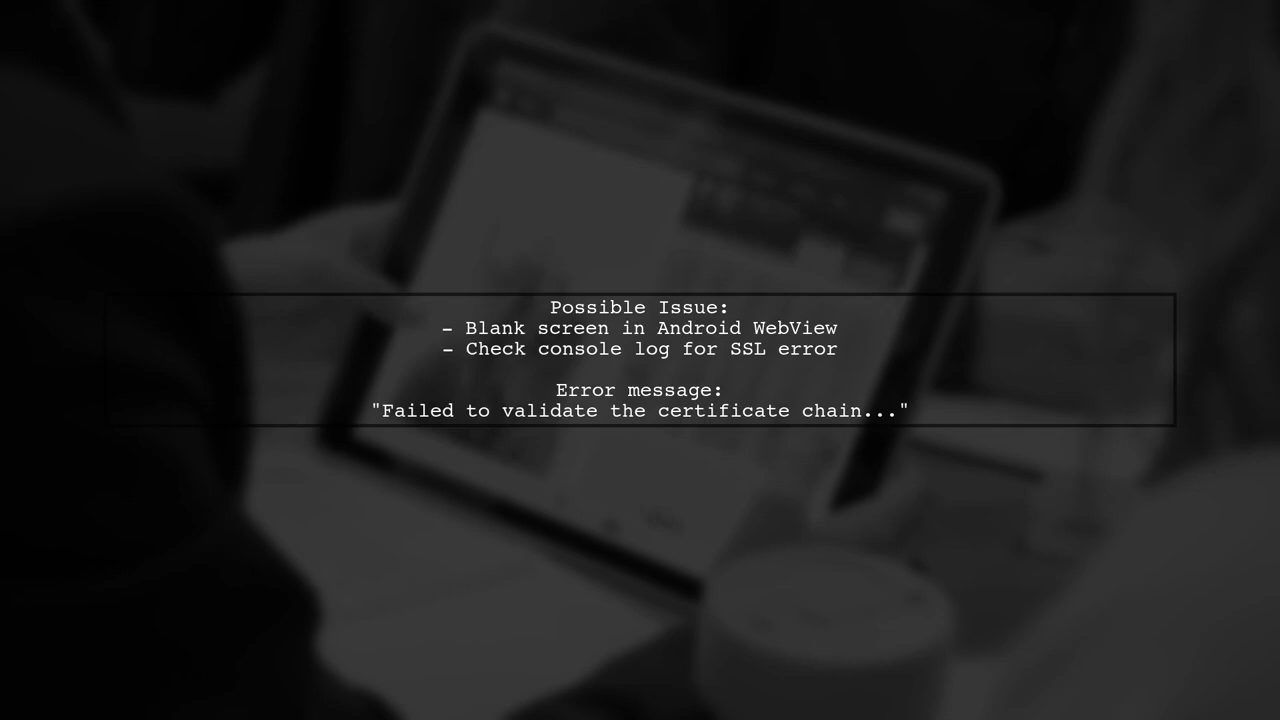 Possible Issue:
- Blank screen in Android WebView
- Check console log for SSL error
Error message:
"Failed to validate the certificate chain..."